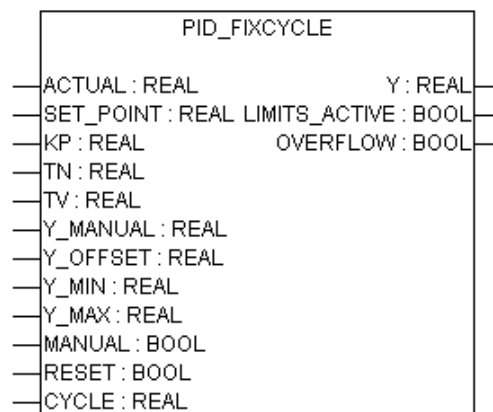 PID_FIXCYCLE
ACTUAL : REAL Y : REAL
SET_POINT : REAL LIMITS_ACTIVE : BOOL
KP : REAL OVERFLOW : BOOL
TN : REAL
TV : REAL
Y_MANUAL : REAL
Y_OFFSET : REAL
Y_MIN : REAL
Y_MAX : REAL
MANUAL : BOOL
RESET : BOOL
CYCLE : REAL